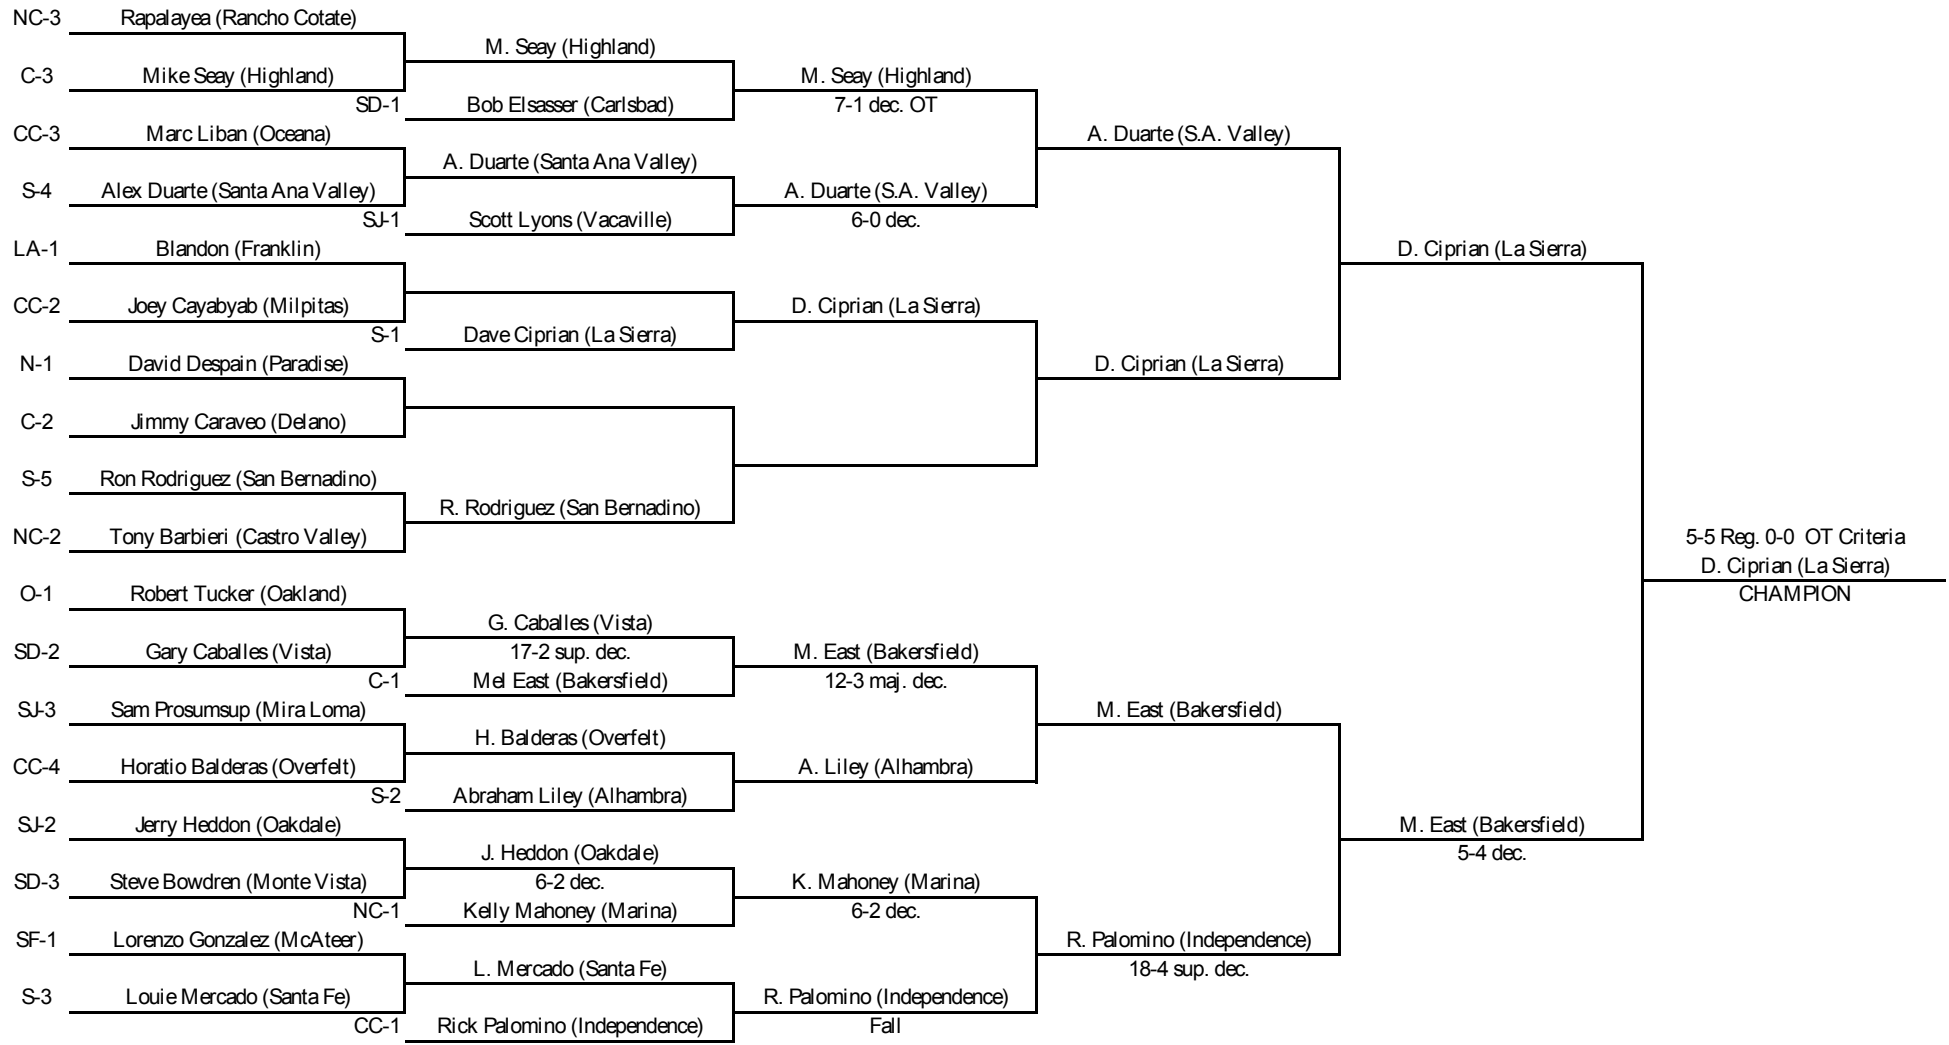 NC-3 Rapalayea (Rancho Cotate)
M. Seay (Highland)
C-3 Mike Seay (Highland) M. Seay (Highland)
SD-1 Bob Elsasser (Carlsbad) 7-1 dec. OT
CC-3 Marc Liban (Oceana) A. Duarte (S.A. Valley)
A. Duarte (Santa Ana Valley)
S-4 Alex Duarte (Santa Ana Valley) A. Duarte (S.A. Valley)
SJ-1 Scott Lyons (Vacaville) 6-0 dec.
LA-1 Blandon (Franklin) D. Ciprian (La Sierra)
CC-2 Joey Cayabyab (Milpitas) D. Ciprian (La Sierra)
S-1 Dave Ciprian (La Sierra)
N-1 David Despain (Paradise) D. Ciprian (La Sierra)
C-2 Jimmy Caraveo (Delano)
S-5 Ron Rodriguez (San Bernadino)
R. Rodriguez (San Bernadino)
NC-2 Tony Barbieri (Castro Valley) 5-5 Reg. 0-0 OT Criteria
D. Ciprian (La Sierra)
O-1 Robert Tucker (Oakland) CHAMPION
G. Caballes (Vista)
SD-2 Gary Caballes (Vista) 17-2 sup. dec. M. East (Bakersfield)
C-1 Mel East (Bakersfield) 12-3 maj. dec.
SJ-3 Sam Prosumsup (Mira Loma) M. East (Bakersfield)
H. Balderas (Overfelt)
CC-4 Horatio Balderas (Overfelt) A. Liley (Alhambra)
S-2 Abraham Liley (Alhambra)
SJ-2 Jerry Heddon (Oakdale) M. East (Bakersfield)
J. Heddon (Oakdale) 5-4 dec.
SD-3 Steve Bowdren (Monte Vista) 6-2 dec. K. Mahoney (Marina)
NC-1 Kelly Mahoney (Marina) 6-2 dec.
SF-1 Lorenzo Gonzalez (McAteer) R. Palomino (Independence)
L. Mercado (Santa Fe) 18-4 sup. dec.
S-3 Louie Mercado (Santa Fe) R. Palomino (Independence)
CC-1 Rick Palomino (Independence) Fall